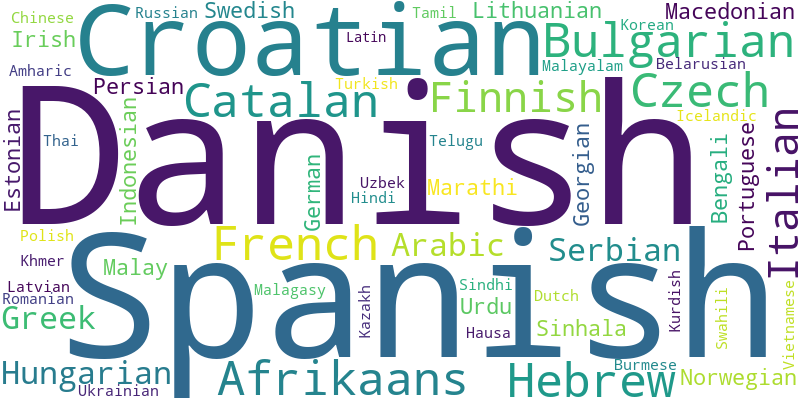 Chinese
Russian
Swedish
Tamil
Lithuanian
Macedonian
Irish
Croatian
Latin
Korean
Bulgarian
Amharic
Persian
Malayalam
Belarusian
Catalan
Turkish
Finnish
Czech
Icelandic
Estonian
Thai
Danish
Indonesian
German
Telugu
Georgian
Bengali
Portuguese
Italian
Uzbek
Hindi
Marathi
Polish
French
Arabic
Serbian
Khmer
Malay
Spanish
Latvian
Romanian
Malagasy
Kazakh
Sindhi
Urdu
Dutch
Kurdish
Swahili
Vietnamese
Greek
Hausa
Sinhala
Hungarian
Ukrainian
Afrikaans
Hebrew
Burmese
Norwegian